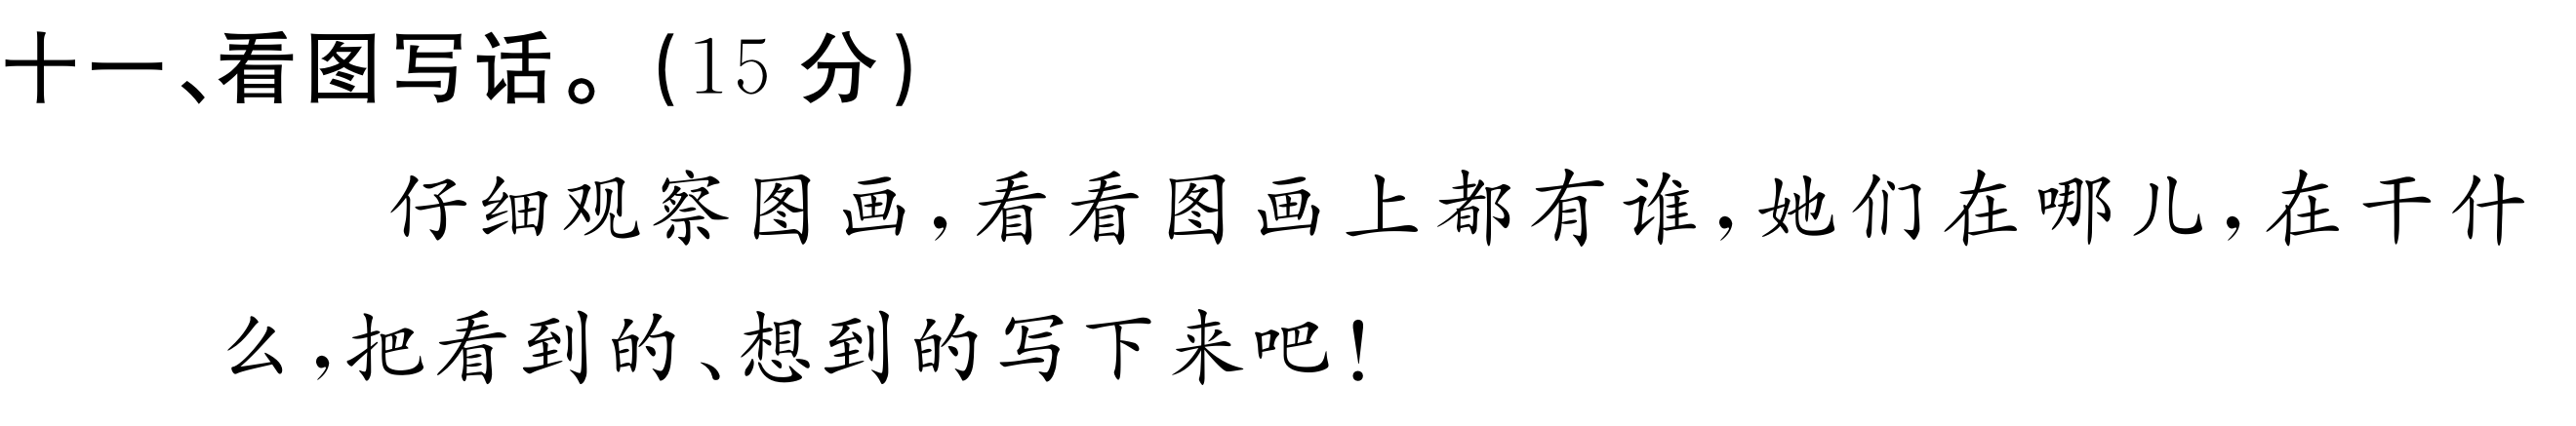 十一、看图写话。(15 分)
仔细观察图画,看看图画上都有谁,她们在哪儿,在干什
么,把看到的、想到的写下来吧!